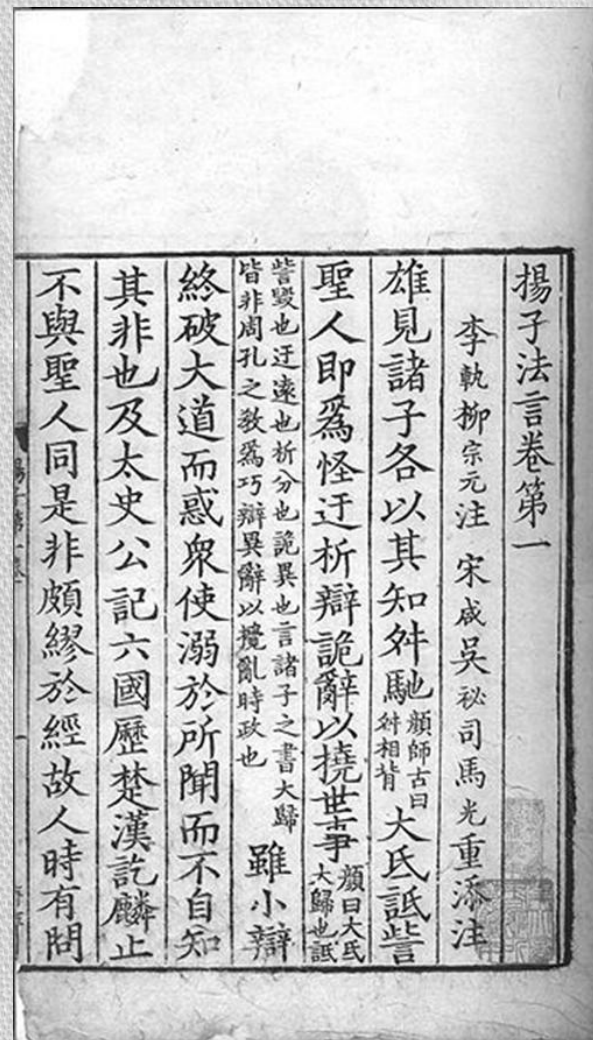 揚子法言卷第一
李軌柳宗元注 宋咸吳祕司馬光重添注
雄見諸子各以其知舛馳顏師古曰舛相背大氐詆訾
聖人即爲怪迂析辯詭辭以撓世事顏曰大氐大歸也詆
訾毀也迂遠也析分也詭異也言諸子之書大歸皆非周孔之教爲巧辯異辭以攪亂時政也雖小辯
終破大道而惑衆使溺於所聞而不自知
其非也及太史公記六國歷楚漢訖麟止
不與聖人同是非頗繆於經故人時有問